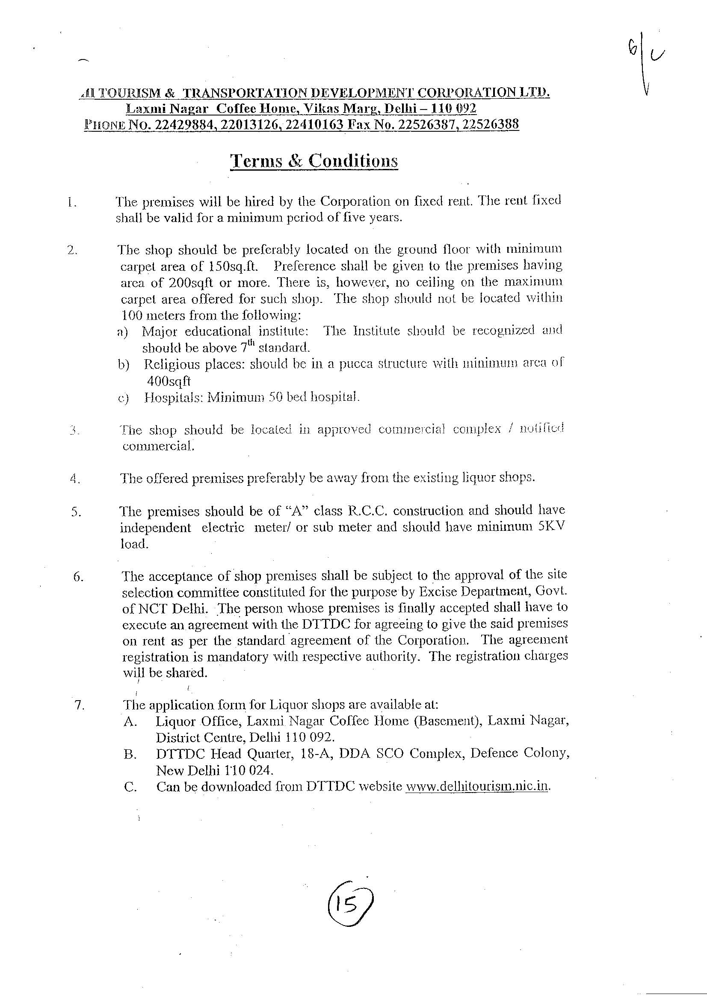 TOURISM & TRANSPORTATION DEVELOPMENT CORPORATION LTD.
Laxmi Nagar Coffee Home, Vikas Marg, Delhi – 110 092
PHONE NO. 22429884, 22013126, 22410163 Fax No. 22526387, 22526388
Terms & Conditions
1. The premises will be hired by the Corporation on fixed rent. The rent fixed
shall be valid for a minimum period of five years.
2. The shop should be preferably located on the ground floor with minimum
carpet area of 150sq.ft. Preference shall be given to the premises having
area of 200sqft or more. There is, however, no ceiling on the maximum
carpet area offered for such shop. The shop should not be located within
100 meters from the following:
a) Major educational institute: The Institute should be recognized and
should be above 7th standard.
b) Religious places: should be in a pucca structure with minimum area of
400sqft
c) Hospitals: Minimum 50 bed hospital.
3. The shop should be located in approved commercial complex / notified
commercial.
4. The offered premises preferably be away from the existing liquor shops.
5. The premises should be of “A” class R.C.C. construction and should have
independent electric meter/ or sub meter and should have minimum 5KV
load.
6. The acceptance of shop premises shall be subject to the approval of the site
selection committee constituted for the purpose by Excise Department, Govt.
of NCT Delhi. The person whose premises is finally accepted shall have to
execute an agreement with the DTTDC for agreeing to give the said premises
on rent as per the standard agreement of the Corporation. The agreement
registration is mandatory with respective authority. The registration charges
will be shared.
7. The application form for Liquor shops are available at:
A. Liquor Office, Laxmi Nagar Coffee Home (Basement), Laxmi Nagar,
District Centre, Delhi 110 092.
B. DTTDC Head Quarter, 18-A, DDA SCO Complex, Defence Colony,
New Delhi 110 024.
C. Can be downloaded from DTTDC website www.delhitourism.nic.in.
15